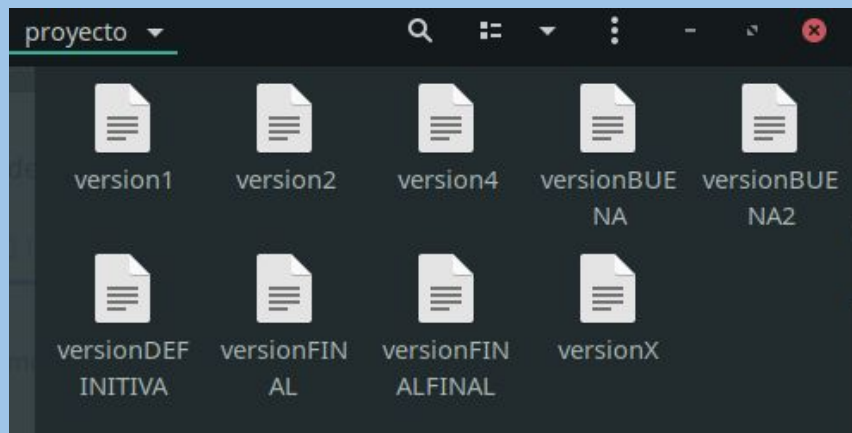 proyecto
version1
version2
version4
versionBUE
NA
versionBUE
NA2
versionDEF
INITIVA
versionFIN
AL
versionFIN
ALFINAL
versionX